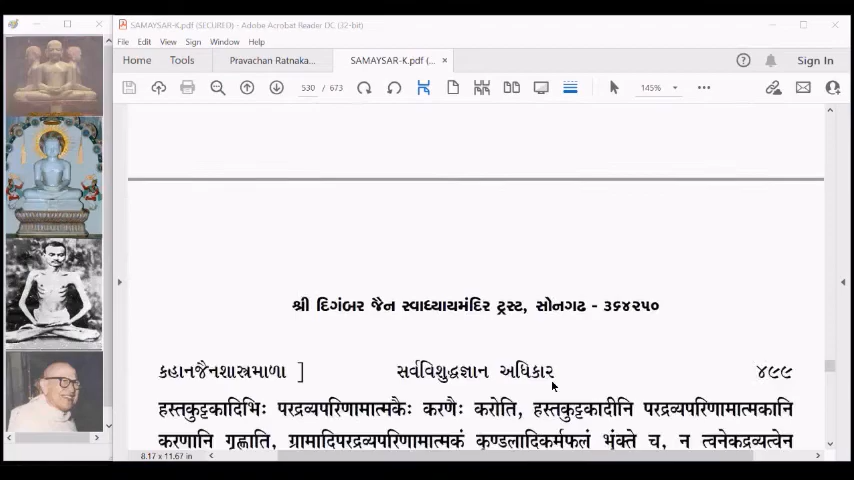 SAMAYSAR-K.pdf (SECURED) - Adobe Acrobat Reader DC (32-bit)
File Edit View Sign Window Help
Home Tools Pravachan Ratnaka... SAMAYSAR-K.pdf (... × Sign In
530 / 673 145%
શ્રી દિગંબર જૈન સ્વાધ્યાયમંદિર ટ્રસ્ટ, સોનગઢ - ૩૬૪૨૫૦
કહાનજૈનશાસ્ત્રમાળા ] સર્વવિશુદ્ધજ્ઞાન અધિકાર ૪૯૯
हस्तकुट्टकादिभिः परद्रव्यपरिणामात्मकैः करणैः करोति, हस्तकुट्टकादीनि परद्रव्यपरिणामात्मकानि
करणानि गृह्णाति, ग्रामादिपरद्रव्यपरिणामात्मकं कुण्डलादिकर्मफलं भुंक्ते च, न त्वनेकद्रव्यत्वेन
8.17 x 11.67 in